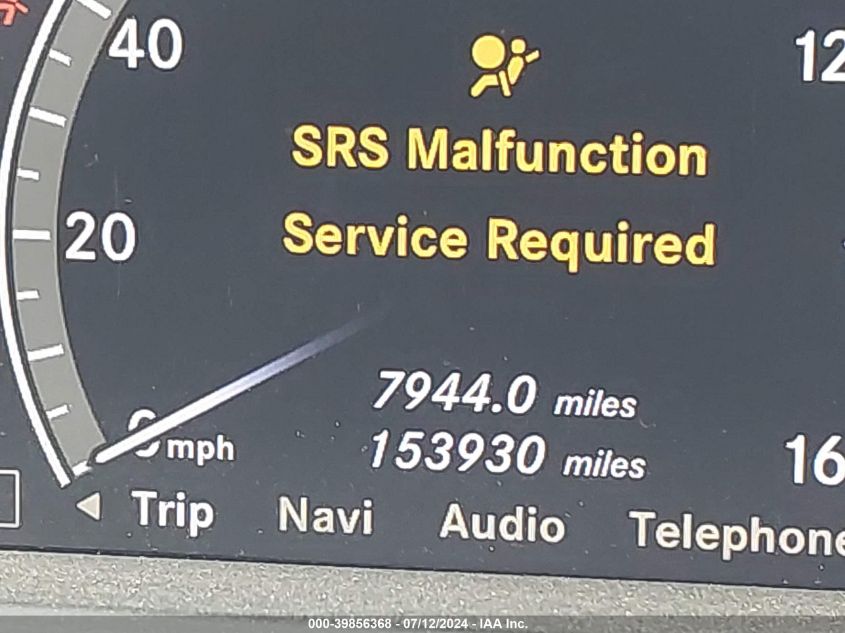 40
12
SRS Malfunction
Service Required
20
7944.0 miles
0 mph
153930 miles
16
Trip Navi Audio Telephone
000-39856368 - 07/12/2024 - IAA Inc.